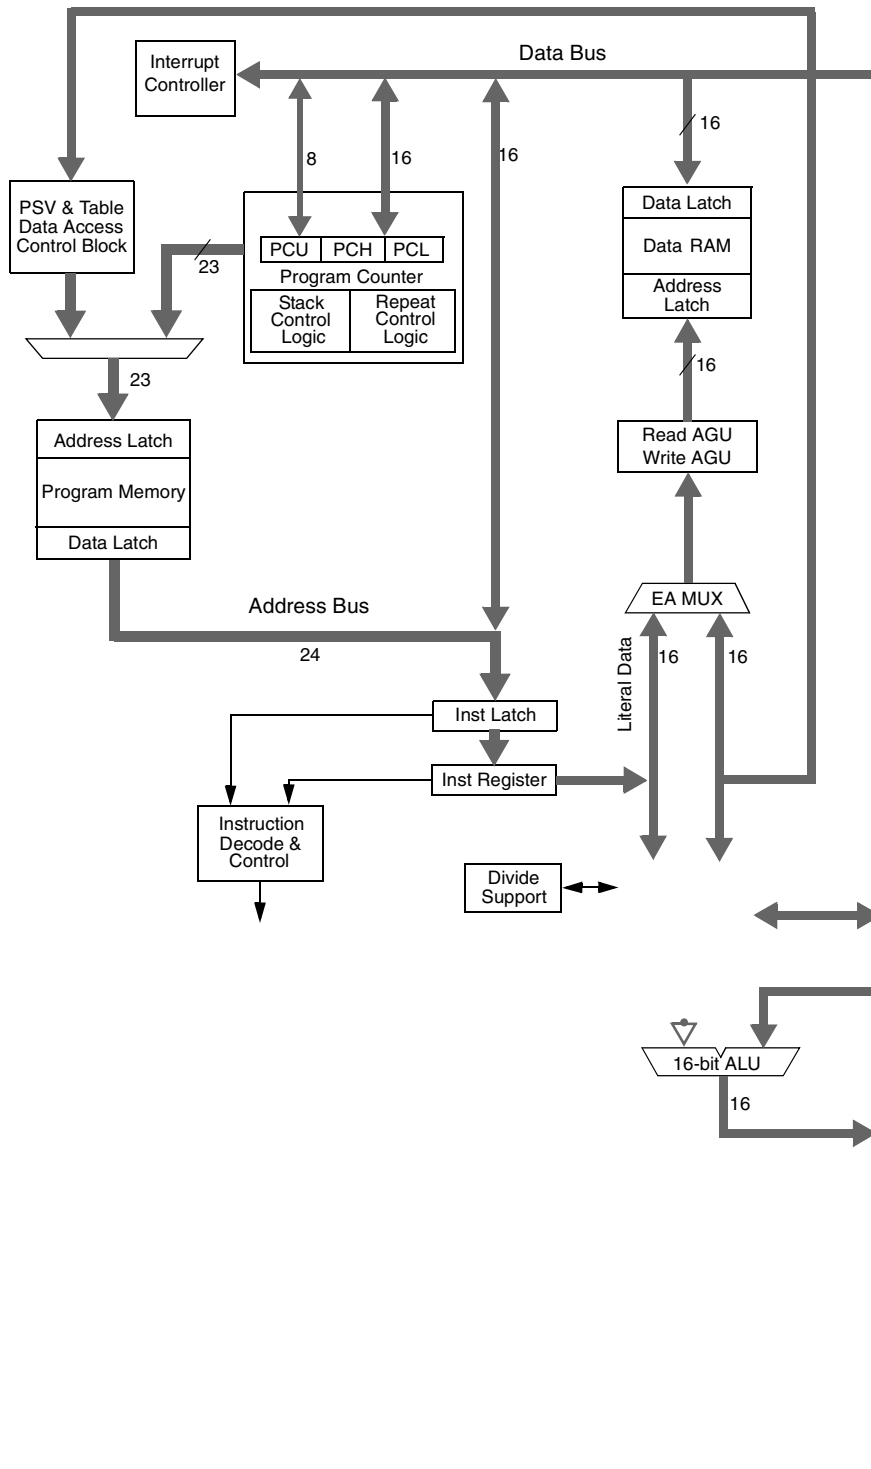 Data Bus
Interrupt
Controller
16
8
16
16
PSV & Table
Data Access
Control Block
Data Latch
Data RAM
Address
Latch
PCU
PCH
PCL
23
Program Counter
Stack
Control
Logic
Repeat
Control
Logic
16
23
Address Latch
Program Memory
Data Latch
Read AGU
Write AGU
EA MUX
Address Bus
24
Literal Data
16
16
Inst Latch
Inst Register
Instruction
Decode &
Control
Divide
Support
16-bit ALU
16